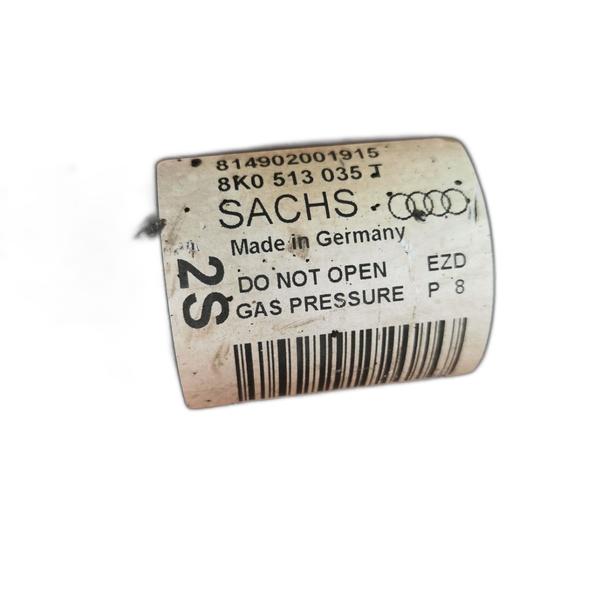 814902001915
8K0 513 035 J
SACHS
Made in Germany
2S
DO NOT OPEN EZD
GAS PRESSURE P 8